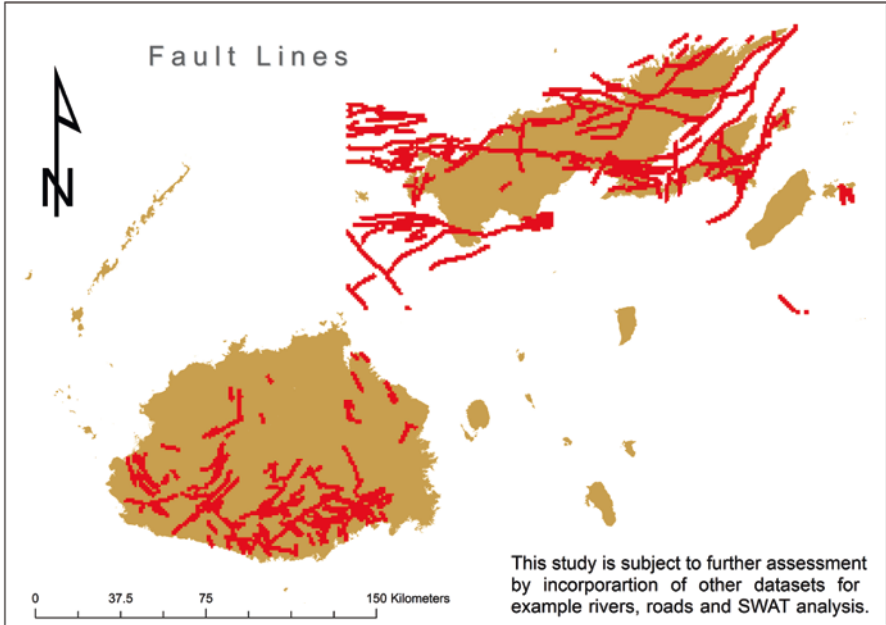 Fault Lines
N
This study is subject to further assessment
by incorporartion of other datasets for
example rivers, roads and SWAT analysis.
0 37.5 75 150 Kilometers